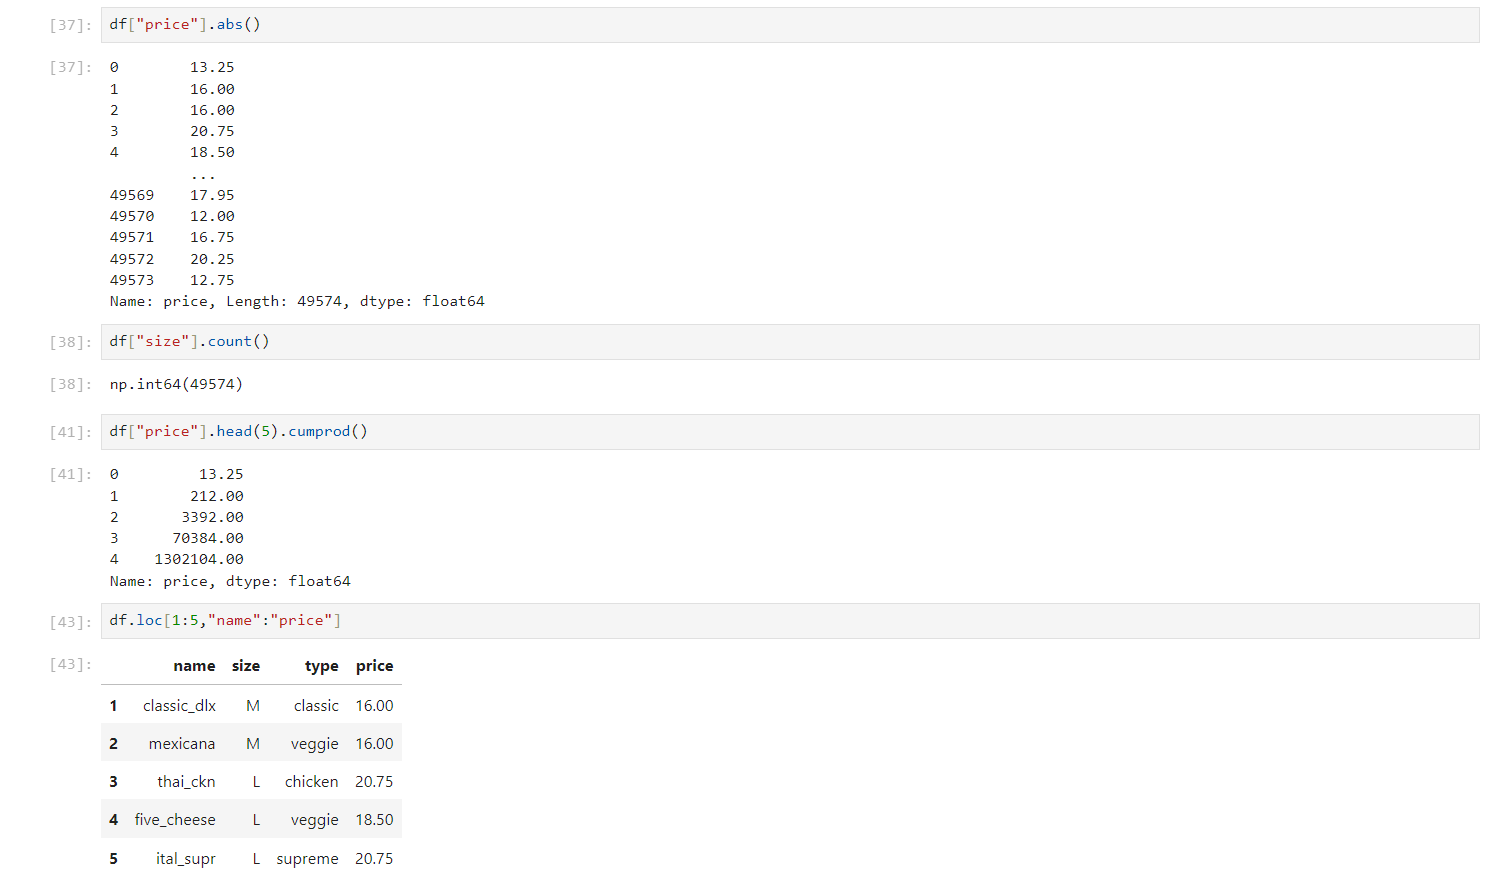 [37]: df["price"].abs()
[37]: 0 13.25
1 16.00
2 16.00
3 20.75
4 18.50
...
49569 17.95
49570 12.00
49571 16.75
49572 20.25
49573 12.75
Name: price, Length: 49574, dtype: float64
[38]: df["size"].count()
[38]: np.int64(49574)
[41]: df["price"].head(5).cumprod()
[41]: 0 13.25
1 212.00
2 3392.00
3 70384.00
4 1302104.00
Name: price, dtype: float64
[43]: df.loc[1:5,"name":"price"]
[43]: name size type price
1 classic_dlx M classic 16.00
2 mexicana M veggie 16.00
3 thai_ckn L chicken 20.75
4 five_cheese L veggie 18.50
5 ital_supr L supreme 20.75